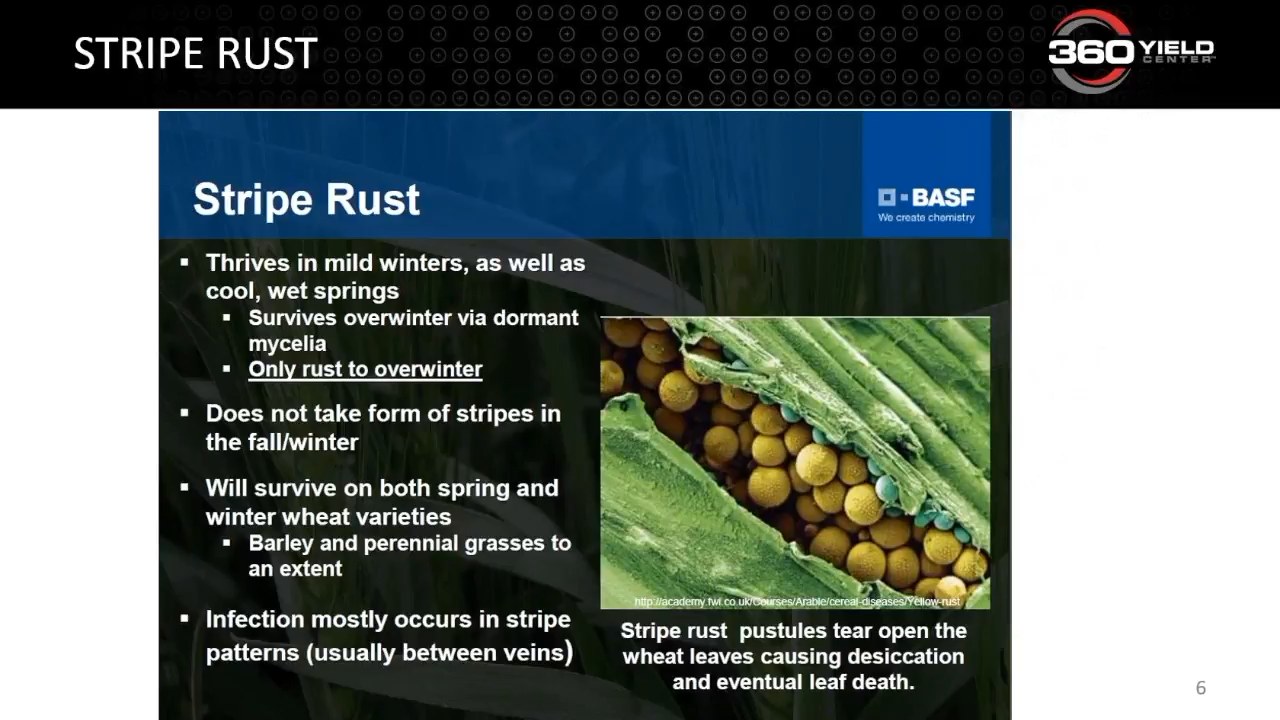 STRIPE RUST
360 YIELD
CENTER
Stripe Rust
BASF
We create chemistry
▪ Thrives in mild winters, as well as
cool, wet springs
▪ Survives overwinter via dormant
mycelia
▪ Only rust to overwinter
▪ Does not take form of stripes in
the fall/winter
▪ Will survive on both spring and
winter wheat varieties
▪ Barley and perennial grasses to
an extent
▪ Infection mostly occurs in stripe
patterns (usually between veins)
http://academy.fwi.co.uk/Courses/Arable/cereal-diseases/Yellow-rust
Stripe rust pustules tear open the
wheat leaves causing desiccation
and eventual leaf death.
6